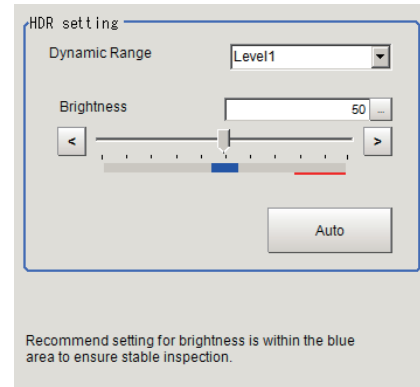 HDR setting
Dynamic Range
Level1
Brightness
50 ...
< >
Auto
Recommend setting for brightness is within the blue
area to ensure stable inspection.